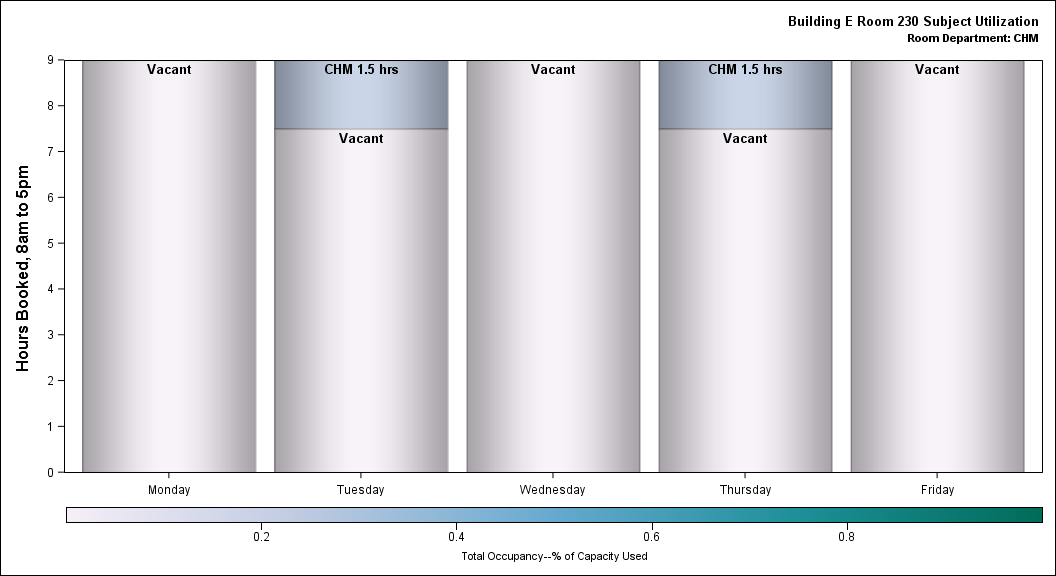 Building E Room 230 Subject Utilization
Room Department: CHM
Hours Booked, 8am to 5pm
9
8
7
6
5
4
3
2
1
0
Vacant
CHM 1.5 hrs
Vacant
Vacant
CHM 1.5 hrs
Vacant
Vacant
Monday
Tuesday
Wednesday
Thursday
Friday
0.2
0.4
0.6
0.8
Total Occupancy--% of Capacity Used